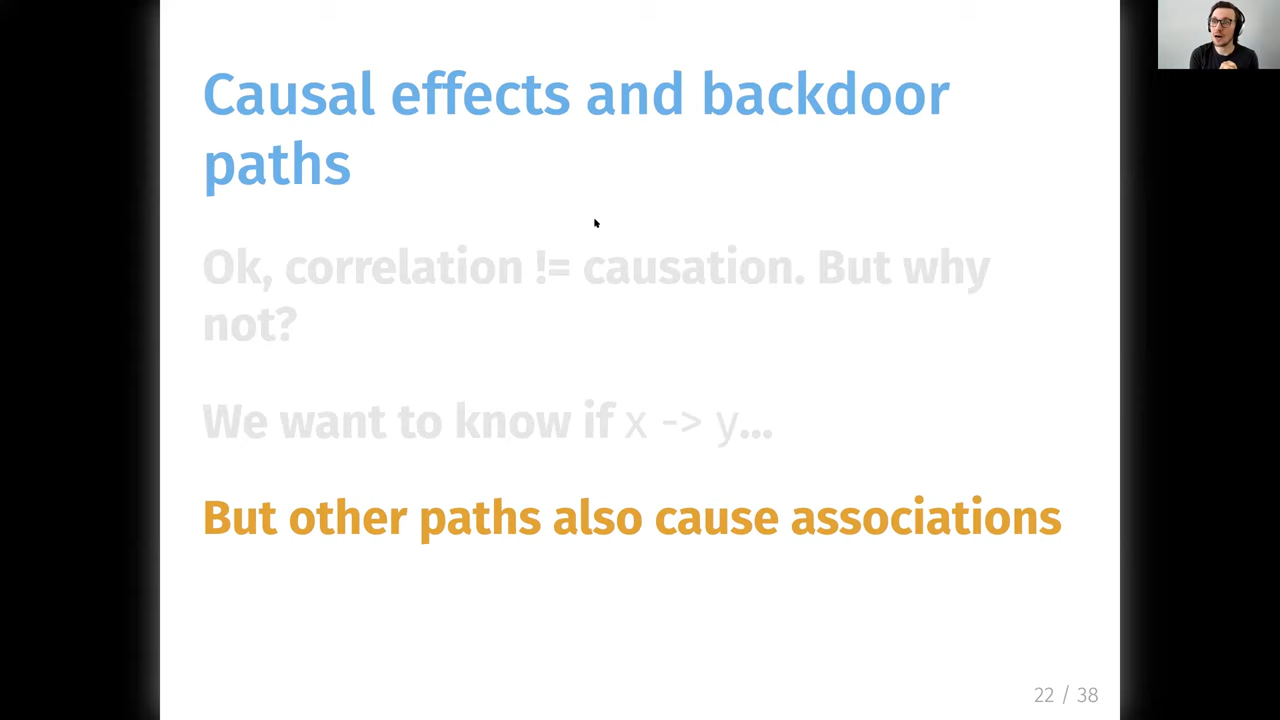 Causal effects and backdoor
paths
Ok, correlation != causation. But why
not?
We want to know if x -> y...
But other paths also cause associations
22 / 38